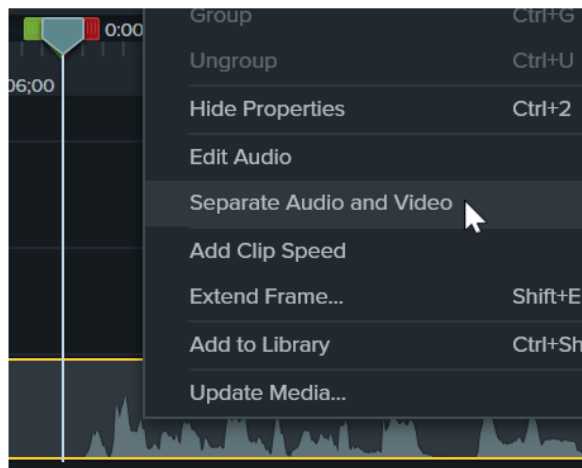 0:00
06;00
Group Ctrl+G
Ungroup Ctrl+U
Hide Properties Ctrl+2
Edit Audio
Separate Audio and Video
Add Clip Speed
Extend Frame... Shift+E
Add to Library Ctrl+Sh
Update Media...